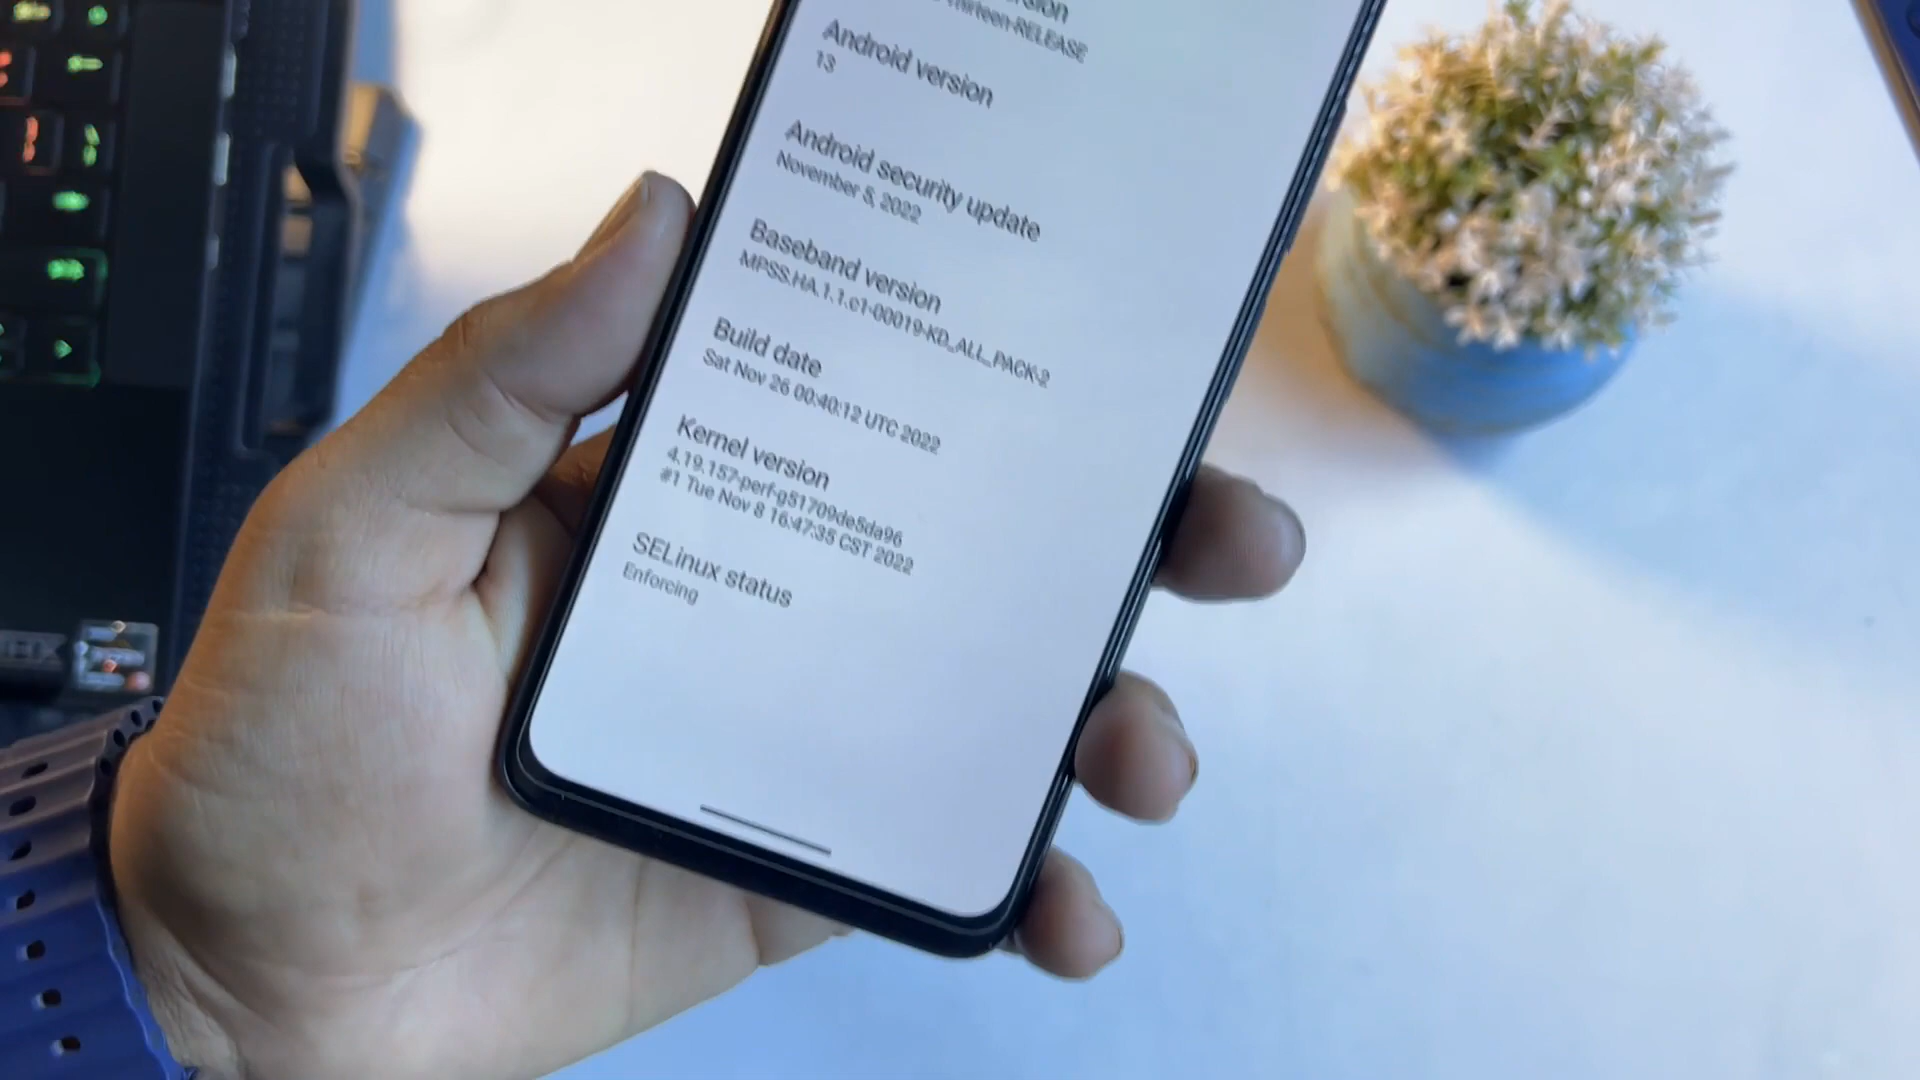 Thirteen-RELEASE
Android version
13
Android security update
November 5, 2022
Baseband version
MPSS.HA.1.1.c1-00019-KD_ALL_PACK-2
Build date
Sat Nov 26 00:40:12 UTC 2022
Kernel version
4.19.157-perf-g51709de5da96
#1 Tue Nov 8 16:47:35 CST 2022
SELinux status
Enforcing